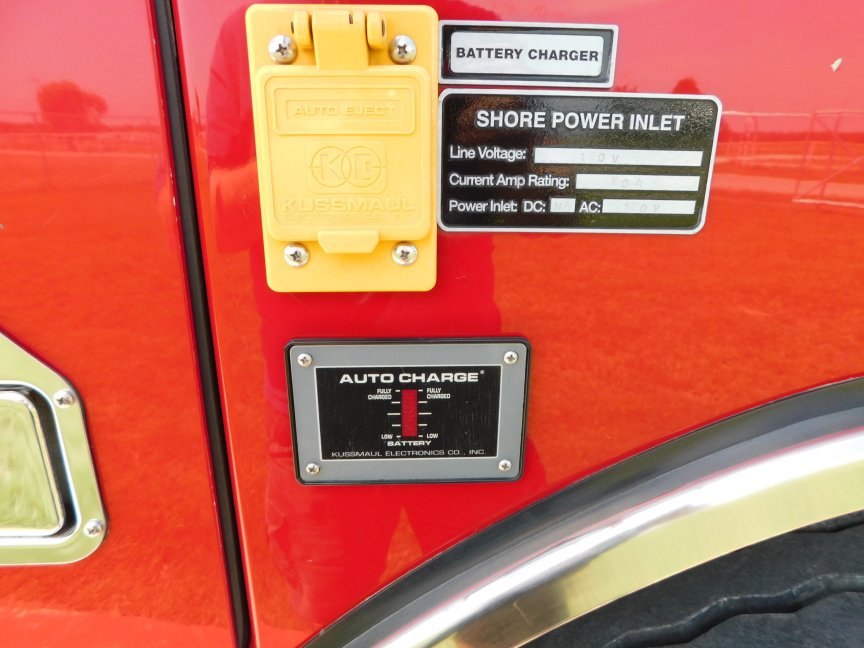 AUTO EJECT
KUSSMAUL
BATTERY CHARGER
SHORE POWER INLET
Line Voltage:
Current Amp Rating:
Power Inlet: DC: AC:
AUTO CHARGE®
FULLY CHARGED FULLY CHARGED
LOW LOW
BATTERY
KUSSMAUL ELECTRONICS CO., INC.